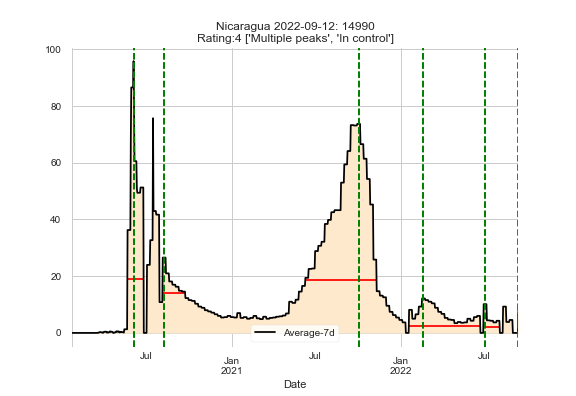 Nicaragua 2022-09-12: 14990
Rating:4 ['Multiple peaks', 'In control']
100
80
60
40
20
0
Average-7d
Jul
Jan
2021
Jul
Jan
2022
Jul
Date